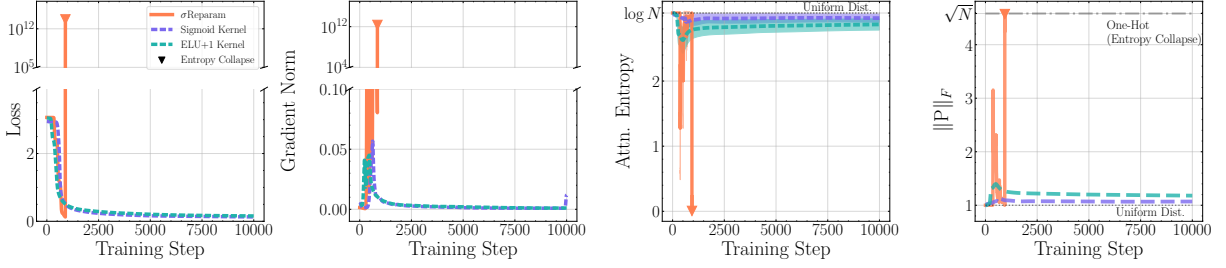 Loss
10^12
10^5
2
0
σReparam
Sigmoid Kernel
ELU+1 Kernel
Entropy Collapse
0
2500
5000
7500
10000
Training Step
Gradient Norm
10^12
10^4
0.10
0.05
0.00
0
2500
5000
7500
10000
Training Step
Attn. Entropy
log N
2
1
0
Uniform Dist.
0
2500
5000
7500
10000
Training Step
||P||_F
√N
4
3
2
1
One-Hot
(Entropy Collapse)
Uniform Dist.
0
2500
5000
7500
10000
Training Step